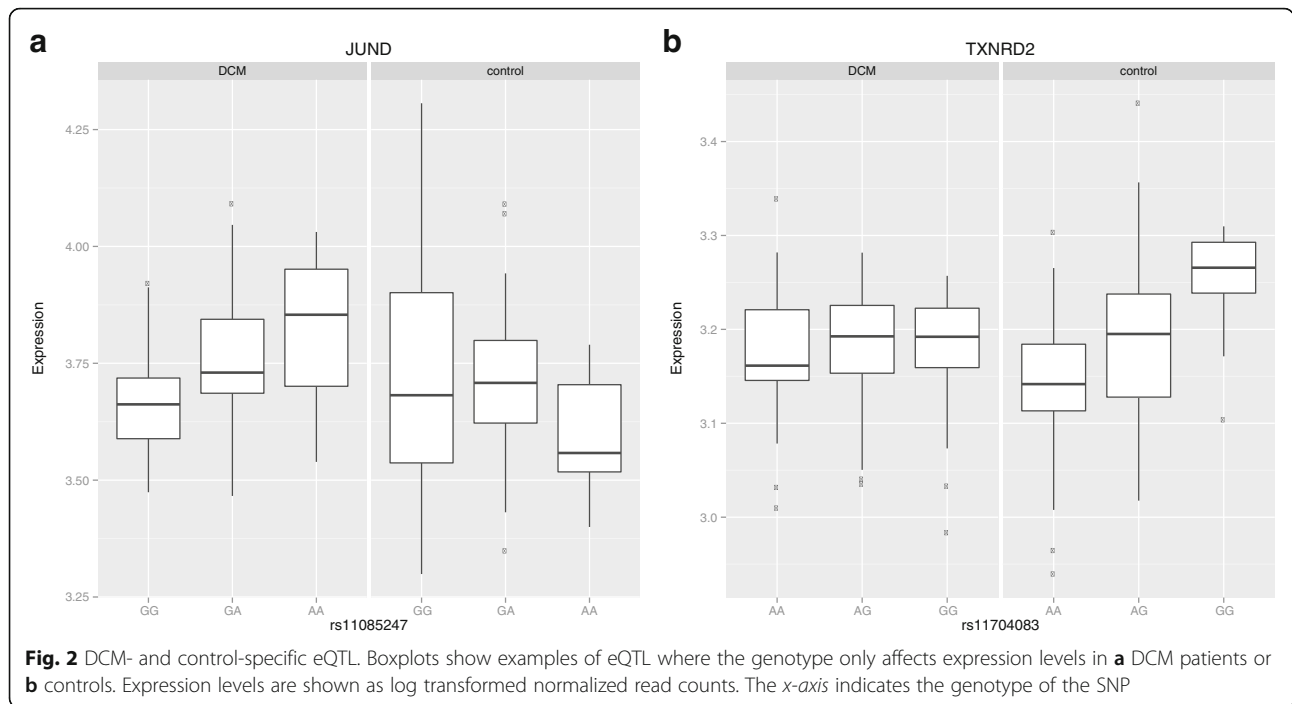 a
JUND
DCM
control
4.25
4.00
3.75
3.50
3.25
Expression
GG
GA
AA
GG
GA
AA
rs11085247
b
TXNRD2
DCM
control
3.4
3.3
3.2
3.1
3.0
Expression
AA
AG
GG
AA
AG
GG
rs11704083
Fig. 2 DCM- and control-specific eQTL. Boxplots show examples of eQTL where the genotype only affects expression levels in a DCM patients or
b controls. Expression levels are shown as log transformed normalized read counts. The x-axis indicates the genotype of the SNP